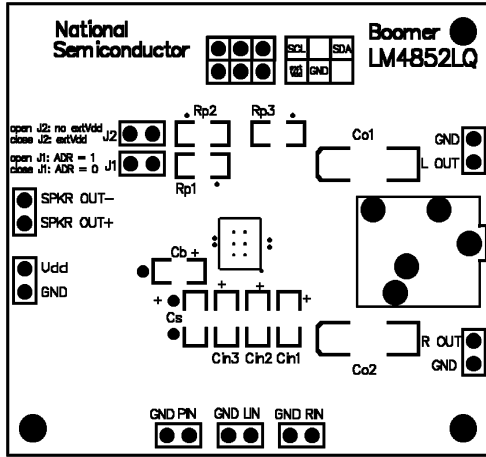 National
Semiconductor
Boomer
LM4852LQ
SCL SDA
GND
Rp2 Rp3
Co1
open J2: no extVdd
close J2: extVdd
J2
open J1: ADR = 1
close J1: ADR = 0
J1
Rp1
GND
L OUT
SPKR OUT-
SPKR OUT+
Vdd
GND
Cb +
+ + + +
Cs
Cin3 Cin2 Cin1
Co2
R OUT
GND
GND PIN GND LIN GND RIN